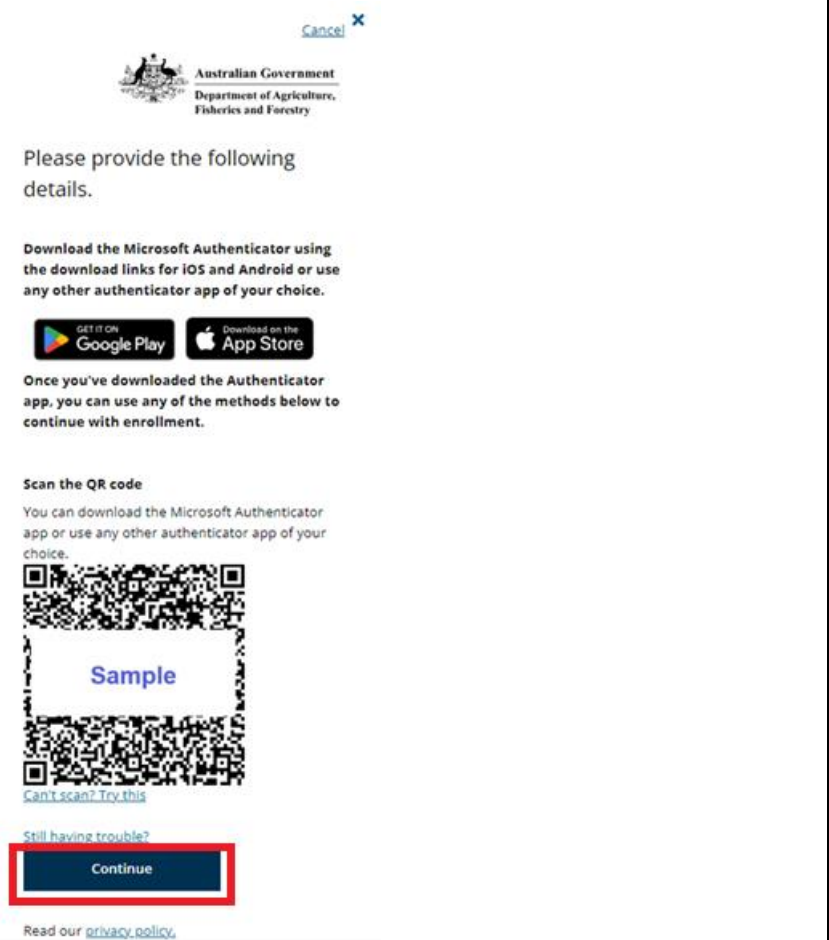 Cancel
Australian Government
Department of Agriculture,
Fisheries and Forestry
Please provide the following
details.
Download the Microsoft Authenticator using
the download links for iOS and Android or use
any other authenticator app of your choice.
GET IT ON
Google Play
Download on the
App Store
Once you've downloaded the Authenticator
app, you can use any of the methods below to
continue with enrollment.
Scan the QR code
You can download the Microsoft Authenticator
app or use any other authenticator app of your
choice.
Sample
Can't scan? Try this
Still having trouble?
Continue
Read our privacy policy.